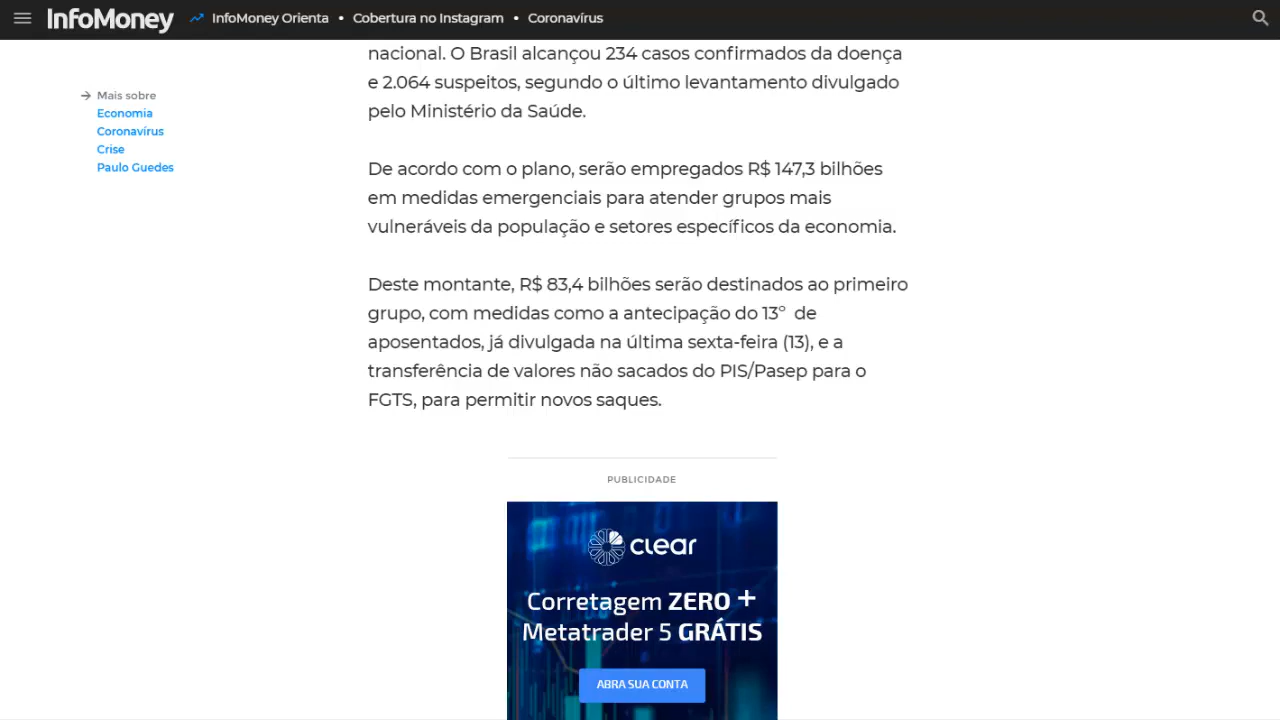 InfoMoney InfoMoney Orienta • Cobertura no Instagram • Coronavírus
Mais sobre
Economia
Coronavírus
Crise
Paulo Guedes
nacional. O Brasil alcançou 234 casos confirmados da doença
e 2.064 suspeitos, segundo o último levantamento divulgado
pelo Ministério da Saúde.
De acordo com o plano, serão empregados R$ 147,3 bilhões
em medidas emergenciais para atender grupos mais
vulneráveis da população e setores específicos da economia.
Deste montante, R$ 83,4 bilhões serão destinados ao primeiro
grupo, com medidas como a antecipação do 13º de
aposentados, já divulgada na última sexta-feira (13), e a
transferência de valores não sacados do PIS/Pasep para o
FGTS, para permitir novos saques.
PUBLICIDADE
clear
Corretagem ZERO +
Metatrader 5 GRÁTIS
ABRA SUA CONTA